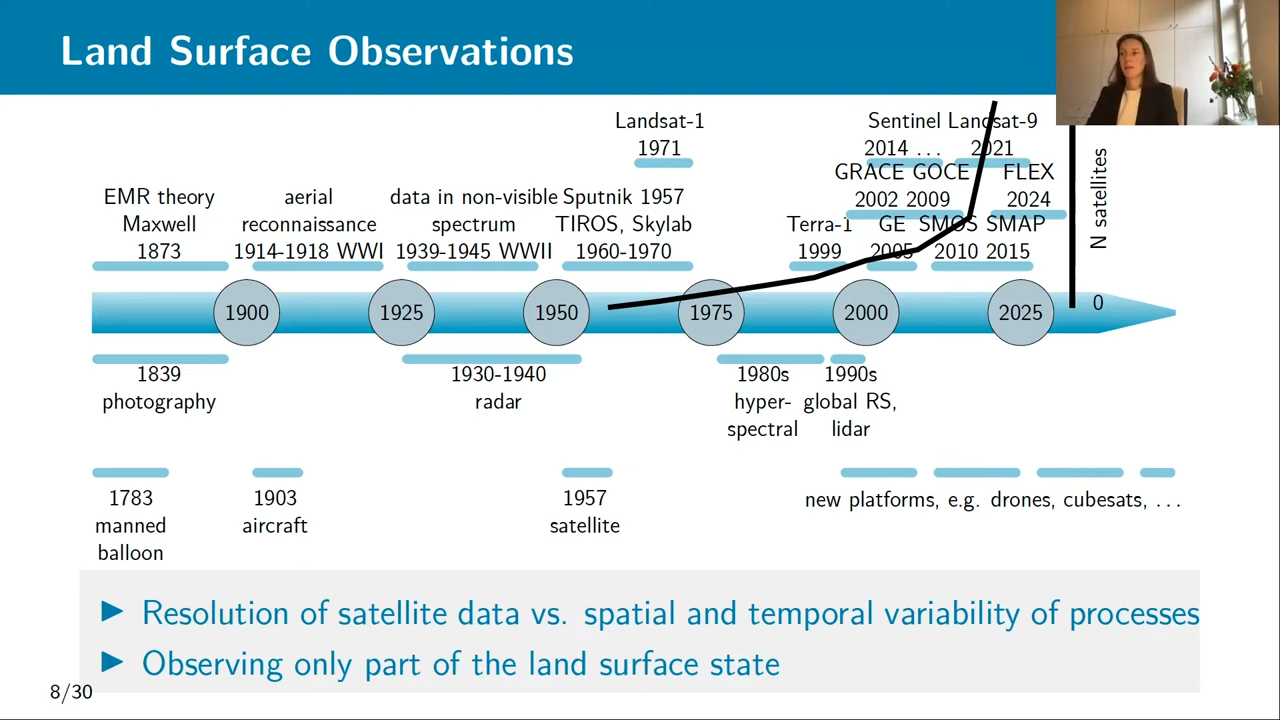 Land Surface Observations
Landsat-1
1971
Sentinel Landsat-9
2014 ... 2021
GRACE GOCE FLEX
2002 2009 2024
EMR theory
Maxwell
1873
aerial
reconnaissance
1914-1918 WWI
data in non-visible
spectrum
1939-1945 WWII
Sputnik 1957
TIROS, Skylab
1960-1970
Terra-1
1999
GE SMOS SMAP
2005 2010 2015
N satellites
0
1900 1925 1950 1975 2000 2025
1839
photography
1930-1940
radar
1980s
hyper-
spectral
1990s
global RS,
lidar
1783
manned
balloon
1903
aircraft
1957
satellite
new platforms, e.g. drones, cubesats, ...
▶ Resolution of satellite data vs. spatial and temporal variability of processes
▶ Observing only part of the land surface state
8/30